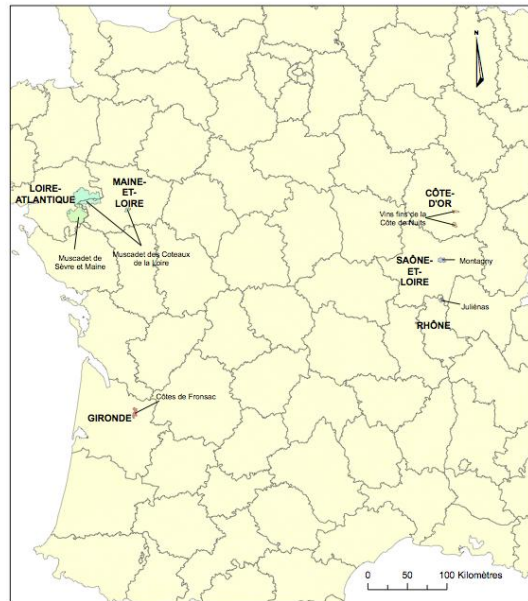 N
LOIRE-
ATLANTIQUE
MAINE-
ET-
LOIRE
Muscadet de
Sèvre et Maine
Muscadet des Coteaux
de la Loire
CÔTE-
D'OR
Vins fins de la
Côte de Nuits
SAÔNE-
ET-
LOIRE
Montagny
Juliénas
RHÔNE
Côtes de Fronsac
GIRONDE
0 50 100 Kilomètres